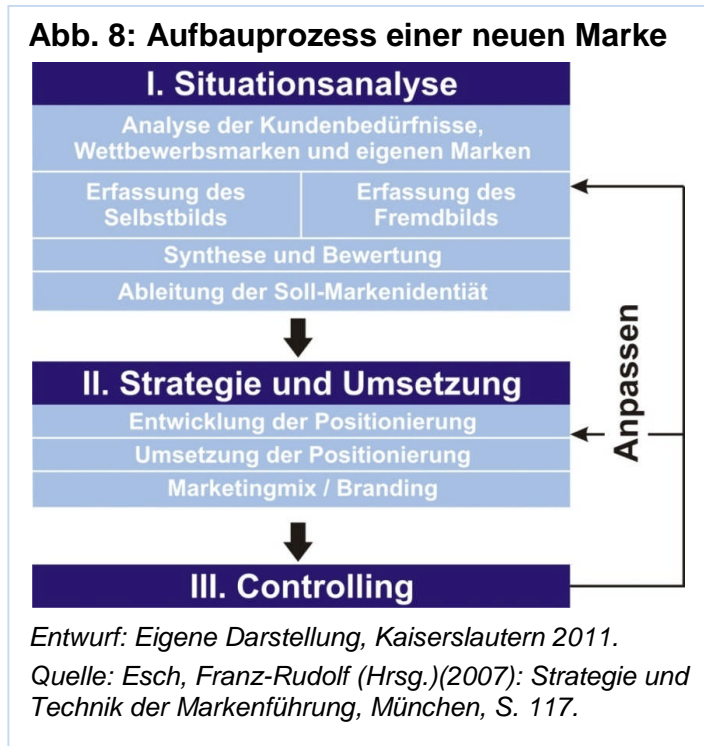 Abb. 8: Aufbauprozess einer neuen Marke
I. Situationsanalyse
Analyse der Kundenbedürfnisse,
Wettbewerbsmarken und eigenen Marken
Erfassung des
Selbstbilds
Erfassung des
Fremdbilds
Synthese und Bewertung
Ableitung der Soll-Markenidentiät
II. Strategie und Umsetzung
Entwicklung der Positionierung
Umsetzung der Positionierung
Marketingmix / Branding
Anpassen
III. Controlling
Entwurf: Eigene Darstellung, Kaiserslautern 2011.
Quelle: Esch, Franz-Rudolf (Hrsg.)(2007): Strategie und
Technik der Markenführung, München, S. 117.